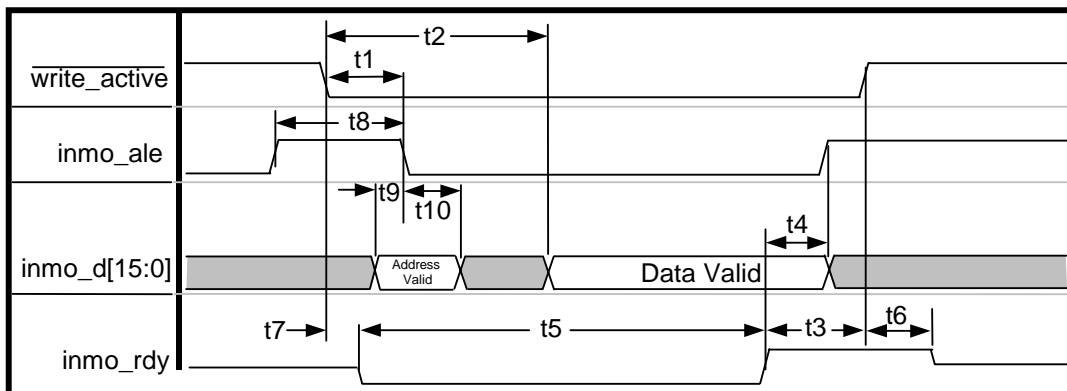 t2
t1
write_active
t8
inmo_ale
t9
t10
t4
inmo_d[15:0]
Address
Valid
Data Valid
t7
t5
t3
t6
inmo_rdy